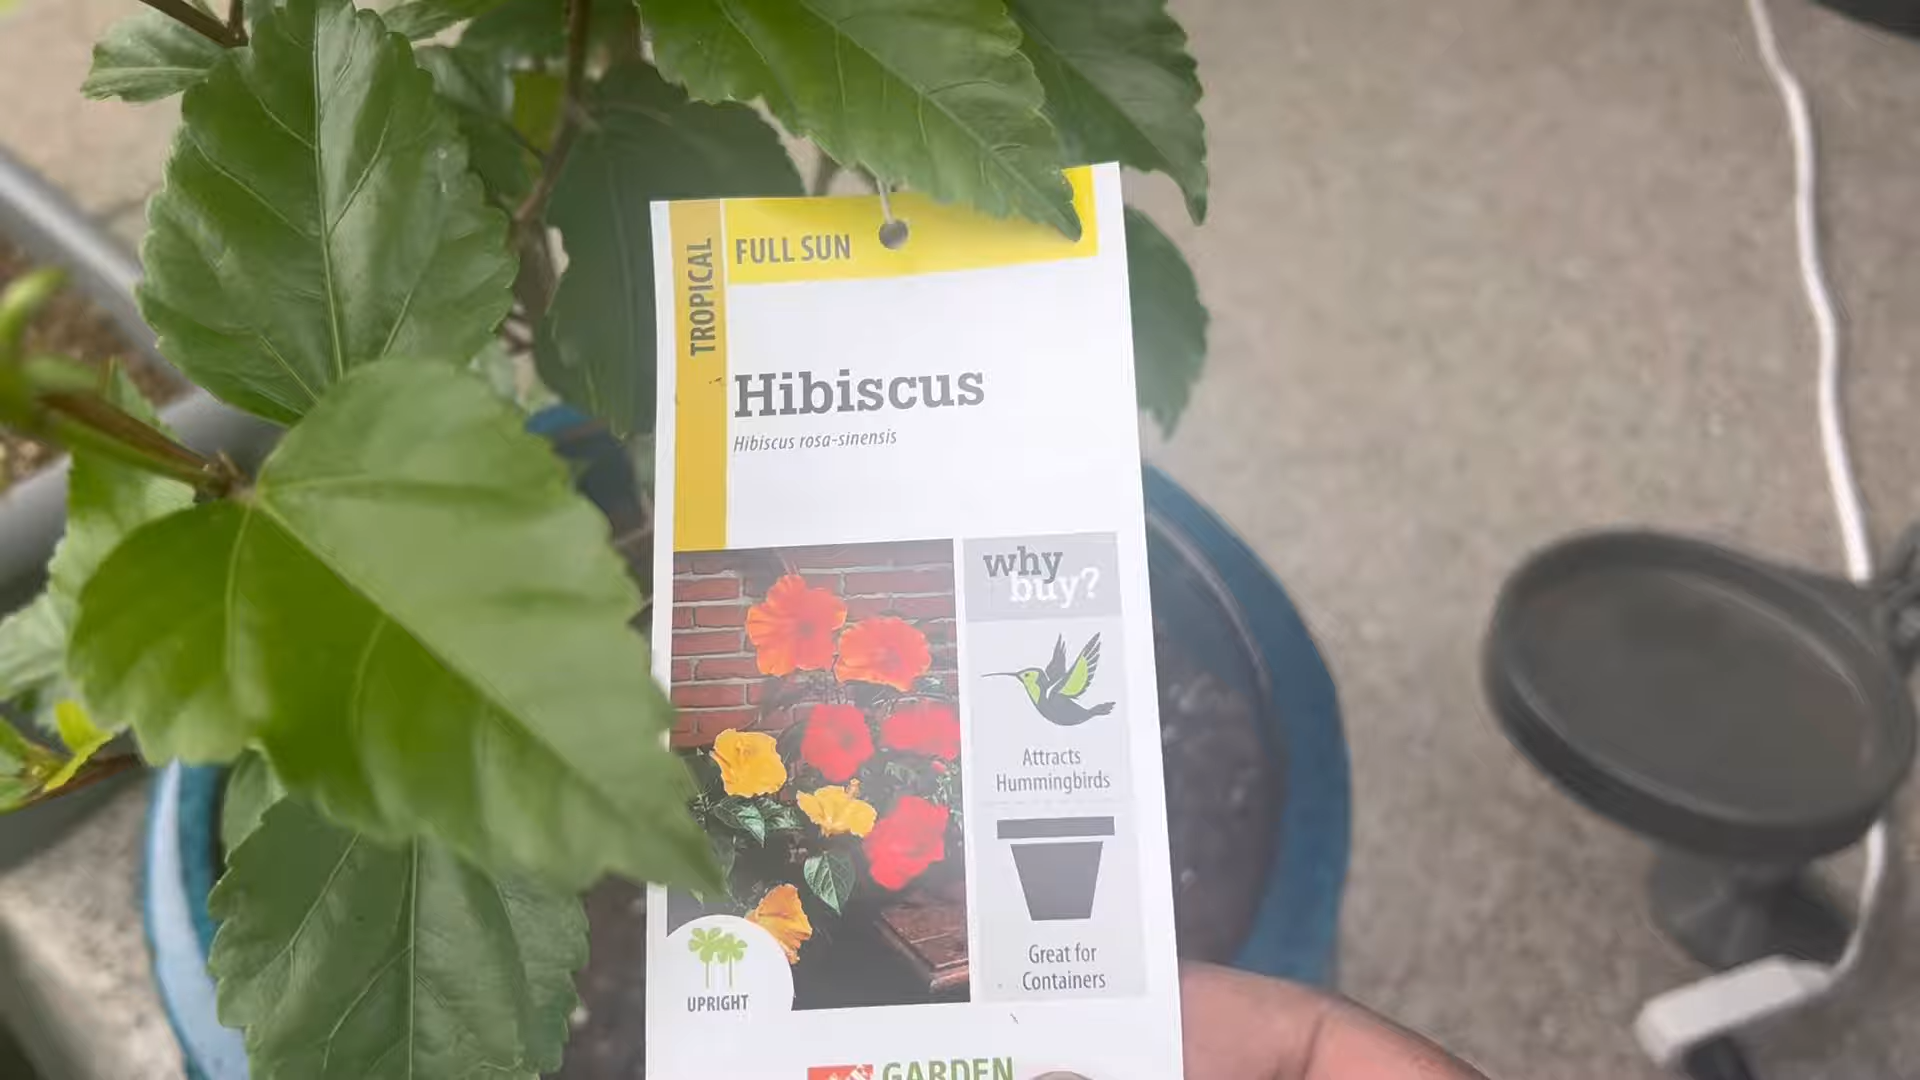 TROPICAL
FULL SUN
Hibiscus
Hibiscus rosa-sinensis
why
buy?
Attracts
Hummingbirds
Great for
Containers
UPRIGHT
GARDEN